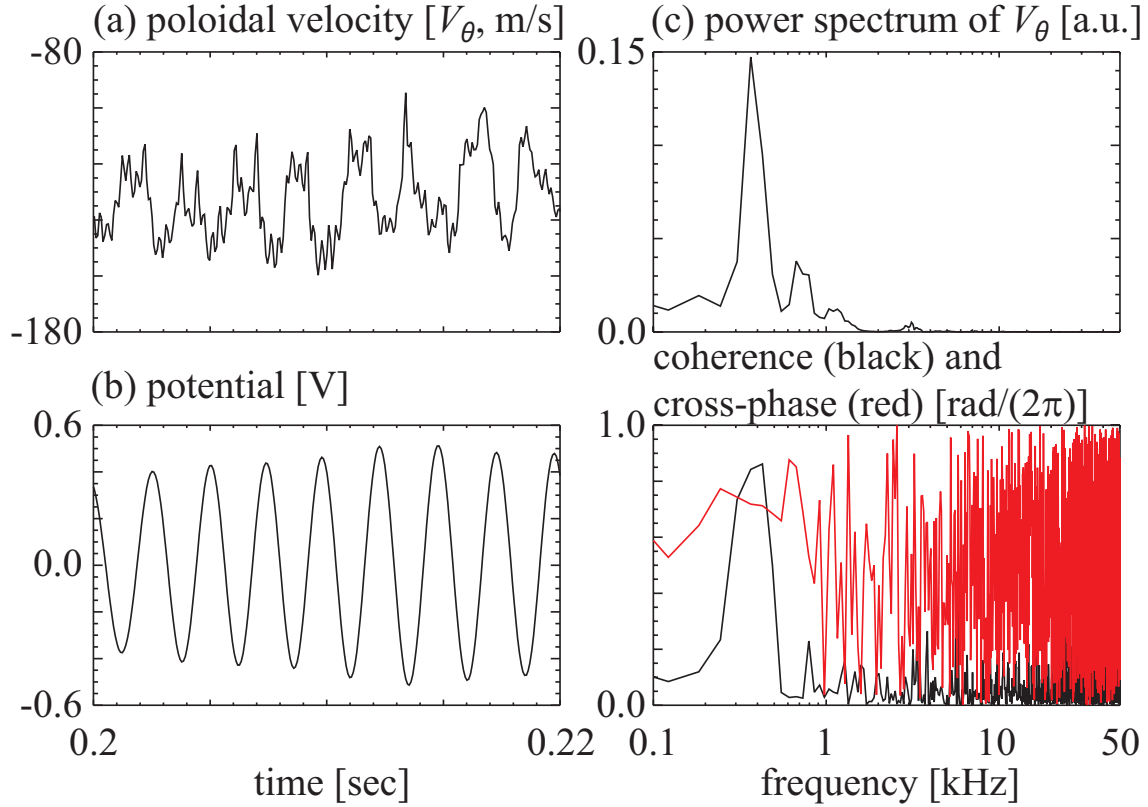 (a) poloidal velocity [Vθ, m/s]
-80
-180
(b) potential [V]
0.6
0.0
-0.6
0.2
0.22
time [sec]
(c) power spectrum of Vθ [a.u.]
0.15
0.0
coherence (black) and
cross-phase (red) [rad/(2π)]
1.0
0.0
0.1
1
10
50
frequency [kHz]